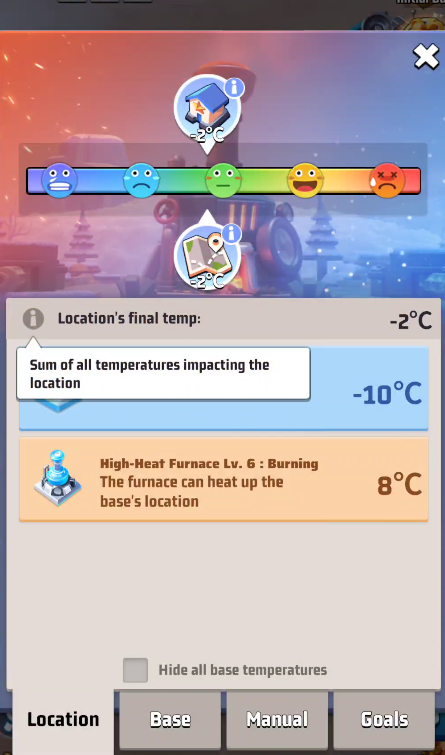 -2°C
-2°C
Location's final temp:
-2°C
Sum of all temperatures impacting the
location
-10°C
High-Heat Furnace Lv. 6 : Burning
The furnace can heat up the
base's location
8°C
Hide all base temperatures
Location
Base
Manual
Goals